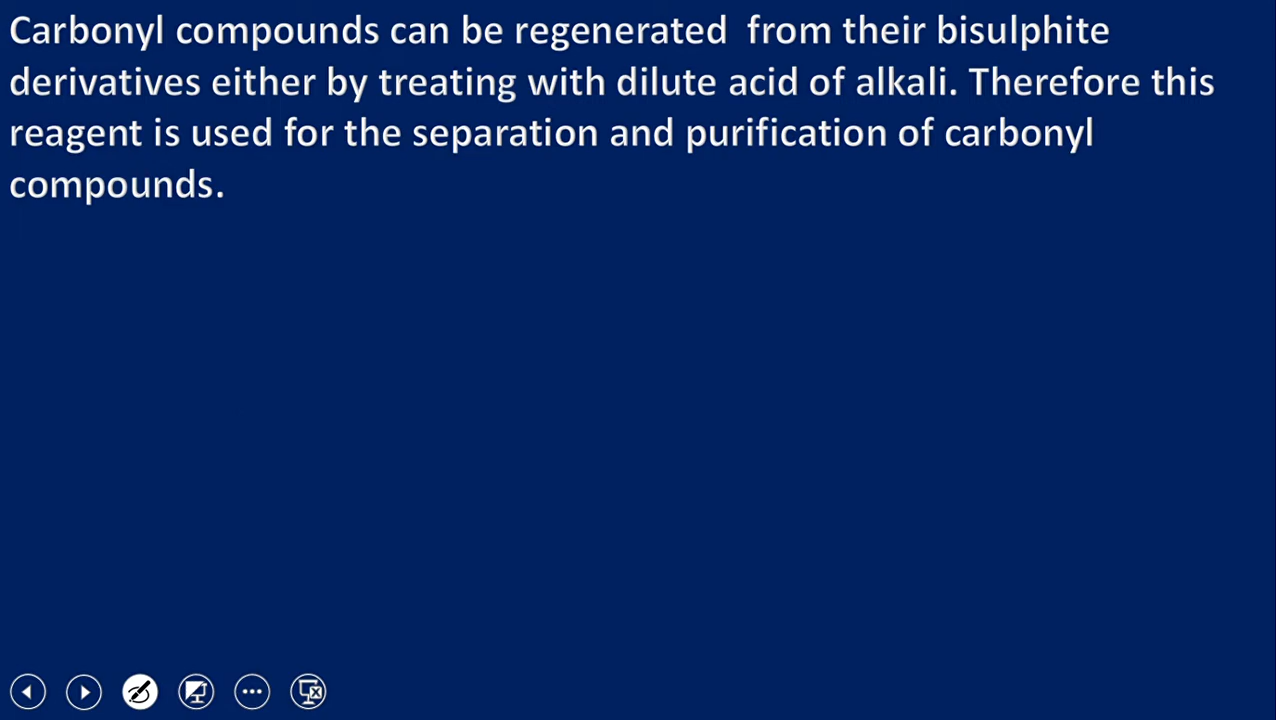 Carbonyl compounds can be regenerated  from their bisulphite
derivatives either by treating with dilute acid of alkali. Therefore this
reagent is used for the separation and purification of carbonyl
compounds.